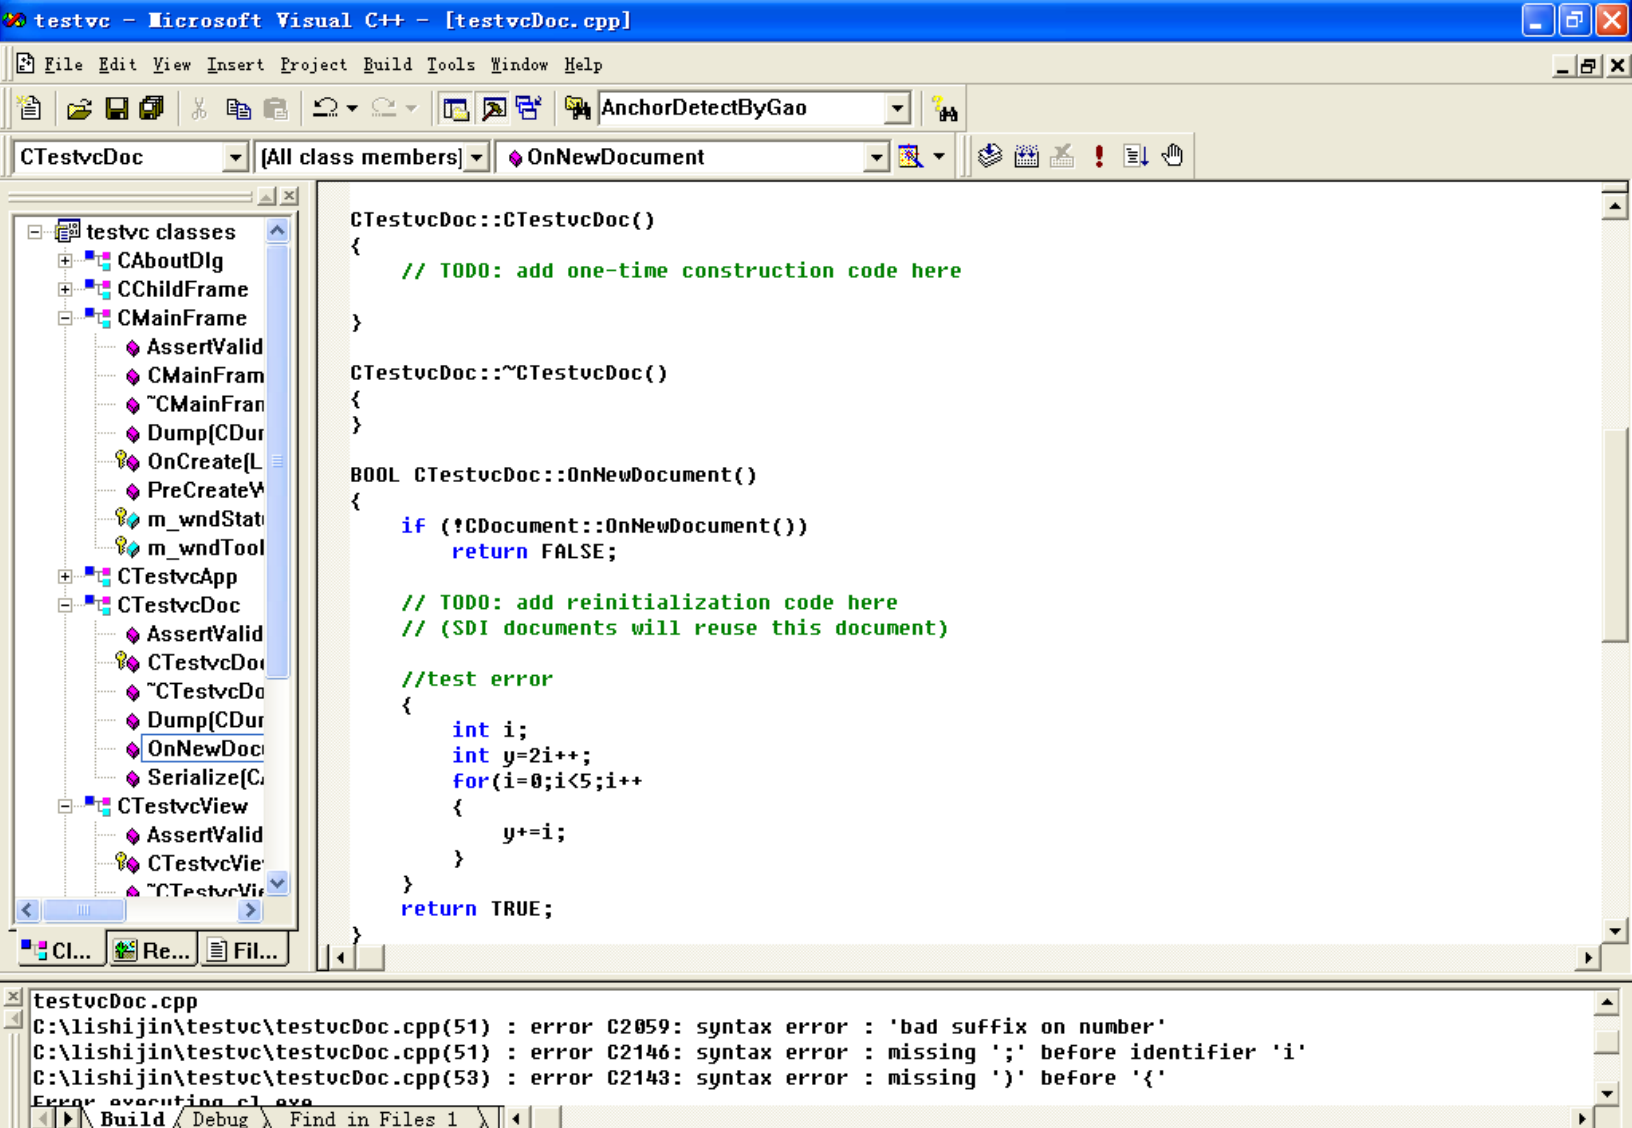 testvc - Microsoft Visual C++ - [testvcDoc.cpp]
File Edit View Insert Project Build Tools Window Help
AnchorDetectByGao
CTestvcDoc [All class members] OnNewDocument
testvc classes
CAboutDlg
CChildFrame
CMainFrame
AssertValid
CMainFram
~CMainFran
Dump(CDur
OnCreate(L
PreCreateW
m_wndStat
m_wndTool
CTestvcApp
CTestvcDoc
AssertValid
CTestvcDo
~CTestvcDo
Dump(CDur
OnNewDoc
Serialize(C
CTestvcView
AssertValid
CTestvcVie
~CTestvcVie
Cl... Re... Fil...
CTestvcDoc::CTestvcDoc()
{
// TODO: add one-time construction code here
}
CTestvcDoc::~CTestvcDoc()
{
}
BOOL CTestvcDoc::OnNewDocument()
{
if (!CDocument::OnNewDocument())
return FALSE;
// TODO: add reinitialization code here
// (SDI documents will reuse this document)
//test error
{
int i;
int y=2i++;
for(i=0;i<5;i++
{
y+=i;
}
}
return TRUE;
}
testvcDoc.cpp
C:\lishijin\testvc\testvcDoc.cpp(51) : error C2059: syntax error : 'bad suffix on number'
C:\lishijin\testvc\testvcDoc.cpp(51) : error C2146: syntax error : missing ';' before identifier 'i'
C:\lishijin\testvc\testvcDoc.cpp(53) : error C2143: syntax error : missing ')' before '{'
Error executing cl.exe
Build Debug Find in Files 1